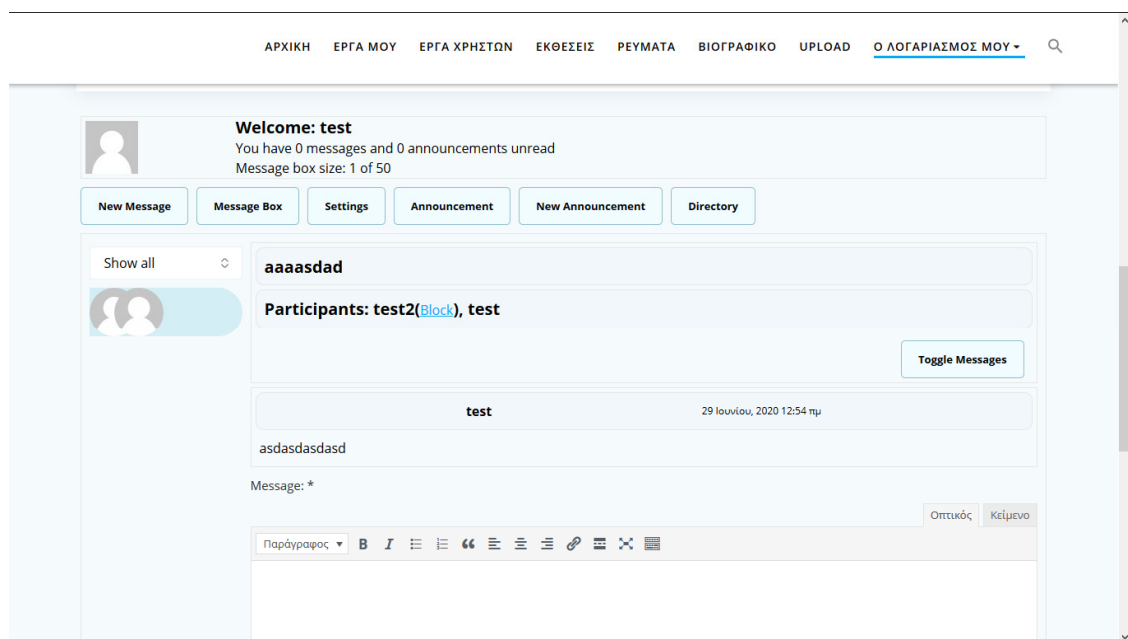 ΑΡΧΙΚΗ ΕΡΓΑ ΜΟΥ ΕΡΓΑ ΧΡΗΣΤΩΝ ΕΚΘΕΣΕΙΣ ΡΕΥΜΑΤΑ ΒΙΟΓΡΑΦΙΚΟ UPLOAD Ο ΛΟΓΑΡΙΑΣΜΟΣ ΜΟΥ
Welcome: test
You have 0 messages and 0 announcements unread
Message box size: 1 of 50
New Message Message Box Settings Announcement New Announcement Directory
Show all
aaaasdad
Participants: test2(Block), test
Toggle Messages
test 29 Ιουνίου, 2020 12:54 πμ
asdasdasdasd
Message: *
Οπτικός Κείμενο
Παράγραφος B I